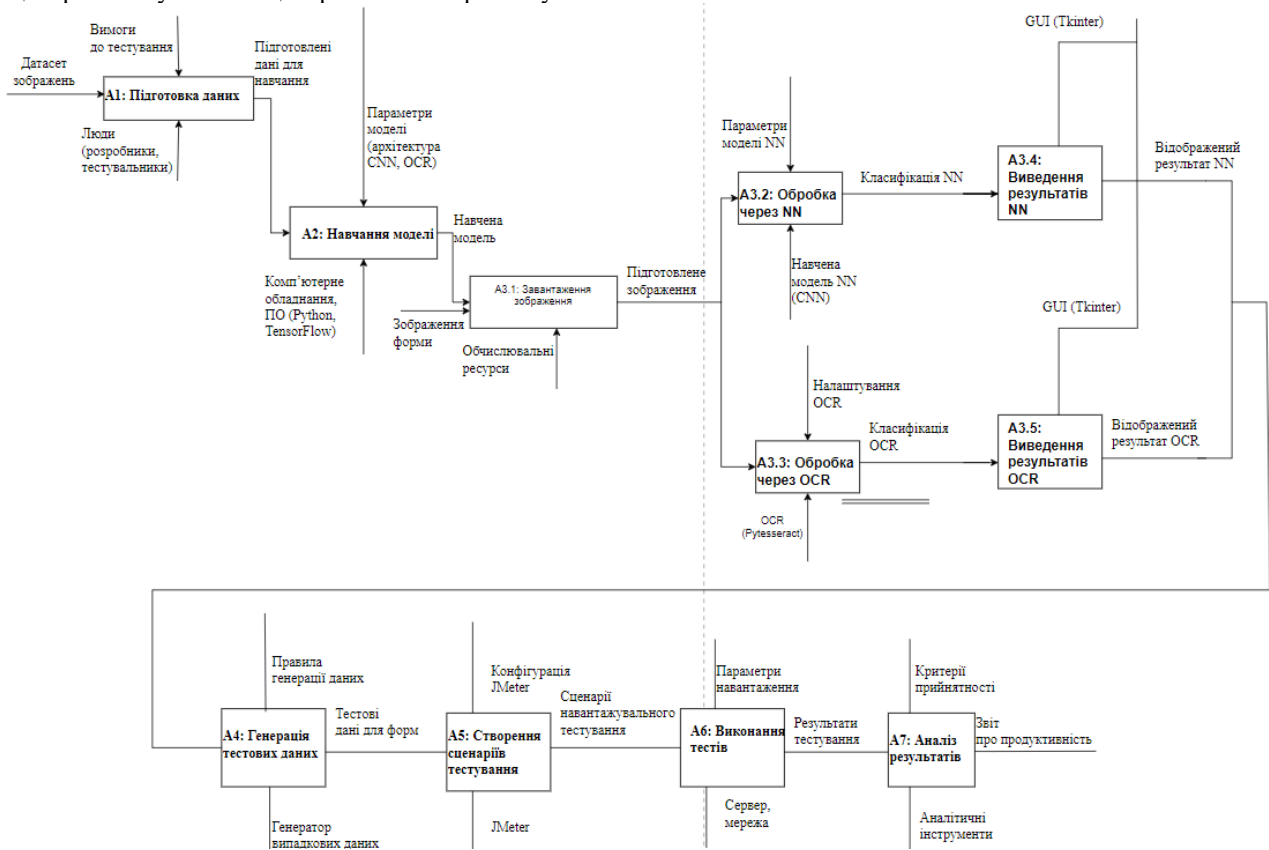 Вимоги
до тестування
Датасет
зображень
Підготовлені
дані для
навчання
А1: Підготовка даних
Люди
(розробники,
тестувальники)
Параметри
моделі
(архітектура
CNN, OCR)
А2: Навчання моделі
Навчена
модель
Комп’ютерне
обладнання,
ПО (Python,
TensorFlow)
А3.1: Завантаження
зображення
Зображення
форми
Обчислювальні
ресурси
Підготовлене
зображення
GUI (Tkinter)
Параметри
моделі NN
А3.2: Обробка
через NN
Класифікація NN
А3.4:
Виведення
результатів
NN
Відображений
результат NN
Навчена
модель NN
(CNN)
GUI (Tkinter)
Налаштування
OCR
А3.3: Обробка
через OCR
Класифікація
OCR
А3.5:
Виведення
результатів
OCR
Відображений
результат OCR
OCR
(Pytesseract)
Правила
генерації даних
А4: Генерація
тестових даних
Тестові
дані для форм
Генератор
випадкових даних
Конфігурація
JMeter
А5: Створення
сценаріїв
тестування
JMeter
Сценарії
навантажувального
тестування
Параметри
навантаження
А6: Виконання
тестів
Сервер,
мережа
Результати
тестування
Критерії
прийнятності
А7: Аналіз
результатів
Звіт
про продуктивність
Аналітичні
інструменти